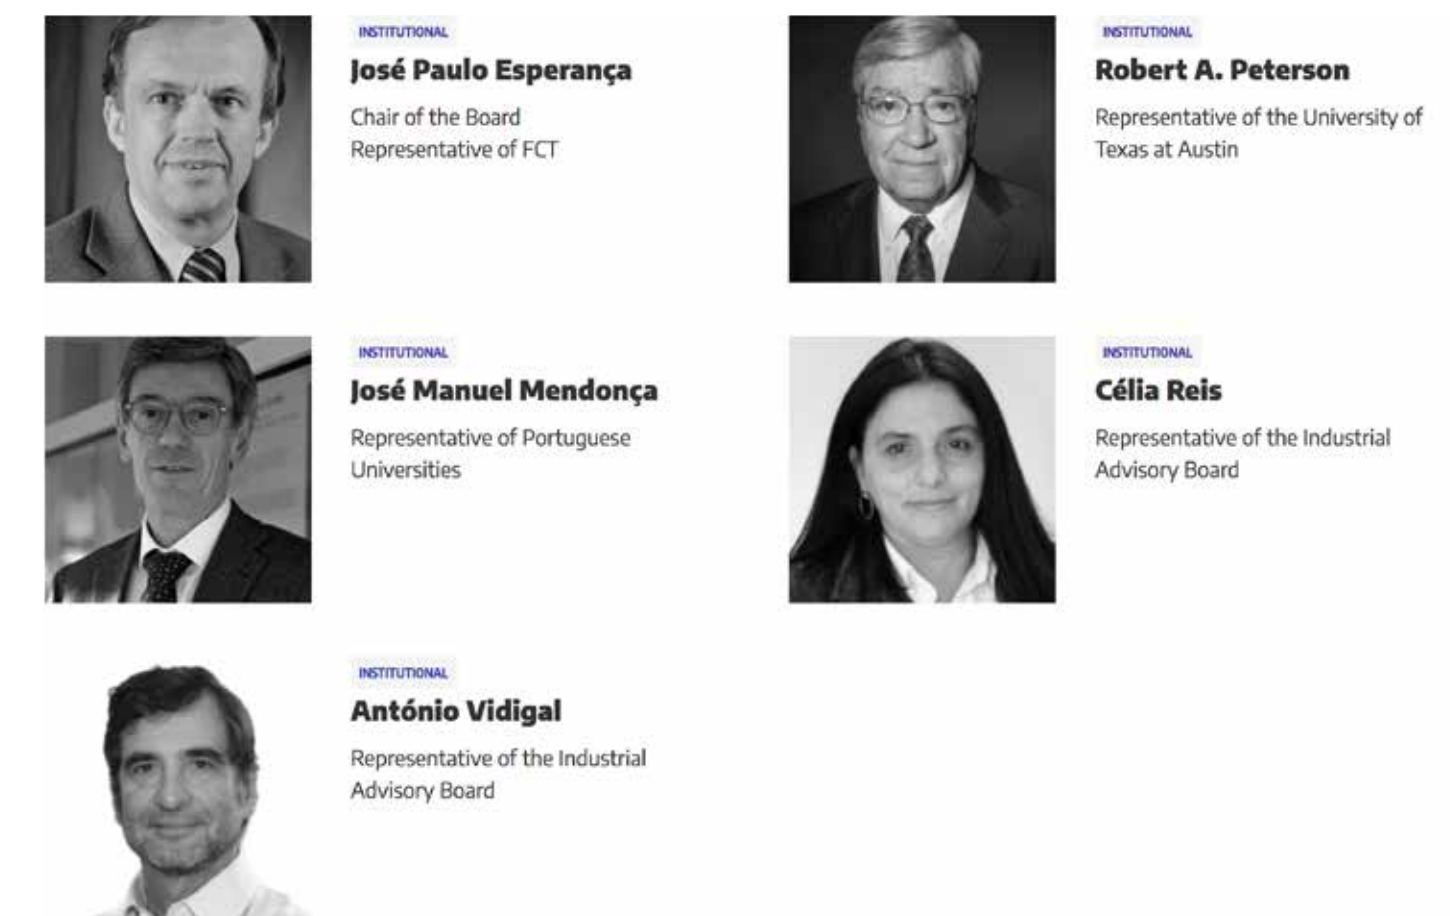 INSTITUTIONAL
José Paulo Esperança
Chair of the Board
Representative of FCT
INSTITUTIONAL
Robert A. Peterson
Representative of the University of
Texas at Austin
INSTITUTIONAL
José Manuel Mendonça
Representative of Portuguese
Universities
INSTITUTIONAL
Célia Reis
Representative of the Industrial
Advisory Board
INSTITUTIONAL
António Vidigal
Representative of the Industrial
Advisory Board